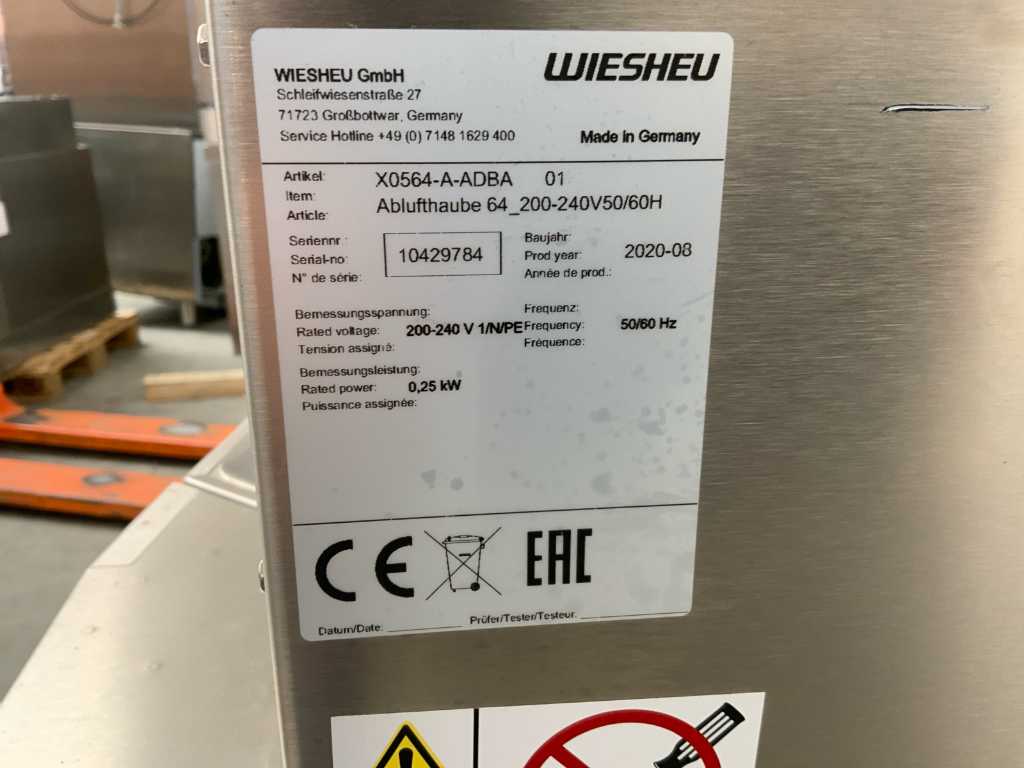 WIESHEU GmbH
WIESHEU
Schleifwiesenstraße 27
71723 Großbottwar, Germany
Service Hotline +49 (0) 7148 1629 400
Made in Germany
Artikel:
Item:
Article:
X0564-A-ADBA 01
Ablufthaube 64_200-240V50/60H
Seriennr.:
Serial-no:
N° de série:
10429784
Baujahr:
Prod year:
Année de prod.:
2020-08
Bemessungsspannung:
Rated voltage:
Tension assigné:
200-240 V 1/N/PE
Frequenz:
Frequency:
Fréquence:
50/60 Hz
Bemessungsleistung:
Rated power:
Puissance assignée:
0,25 kW
CE
EAC
Datum/Date: Prüfer/Tester/Testeur: